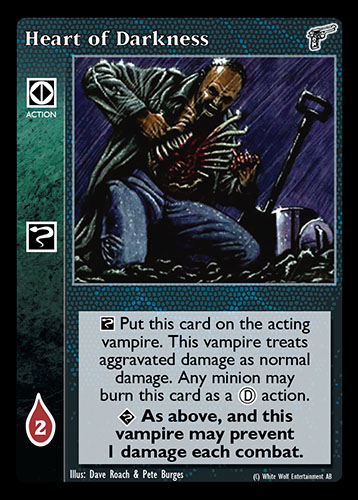 Heart of Darkness
ACTION
Put this card on the acting
vampire. This vampire treats
aggravated damage as normal
damage. Any minion may
burn this card as a D action.
As above, and this
vampire may prevent
1 damage each combat.
2
Illus: Dave Roach & Pete Burges
(C) White Wolf Entertainment AB